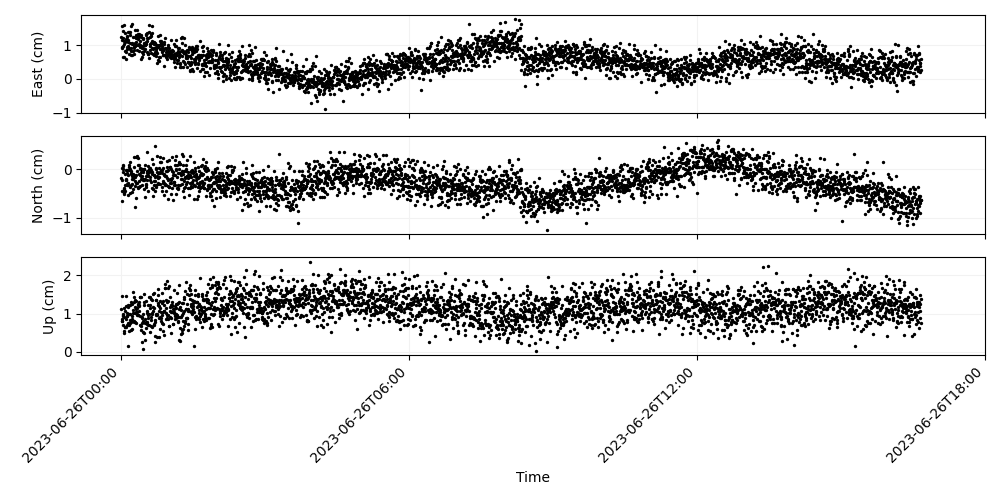 East (cm)
1
0
−1
North (cm)
0
−1
Up (cm)
2
1
0
2023-06-26T00:00
2023-06-26T06:00
2023-06-26T12:00
2023-06-26T18:00
Time